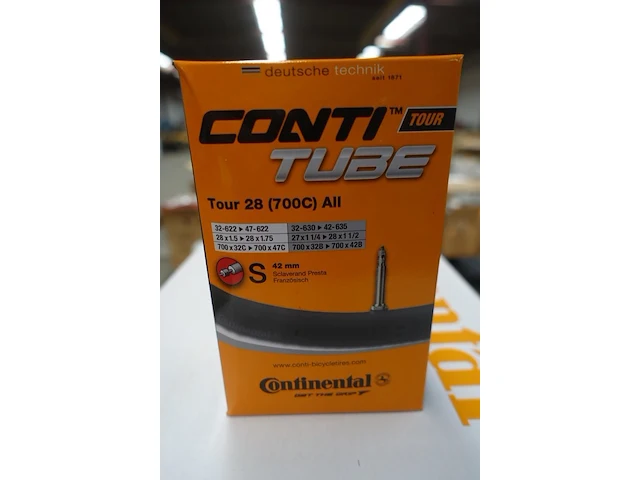 deutsche technik
seit 1871
CONTI™ TOUR
TUBE
Tour 28 (700C) All
32-622 ▸ 47-622 32-630 ▸ 42-635
28 x 1.5 ▸ 28 x 1.75 27 x 1 1/4 ▸ 28 x 1 1/2
700 x 32C ▸ 700 x 47C 700 x 32B ▸ 700 x 42B
S 42 mm
Sclaverand Presta
Französisch
www.conti-bicycletires.com
Continental
GET THE GRIP